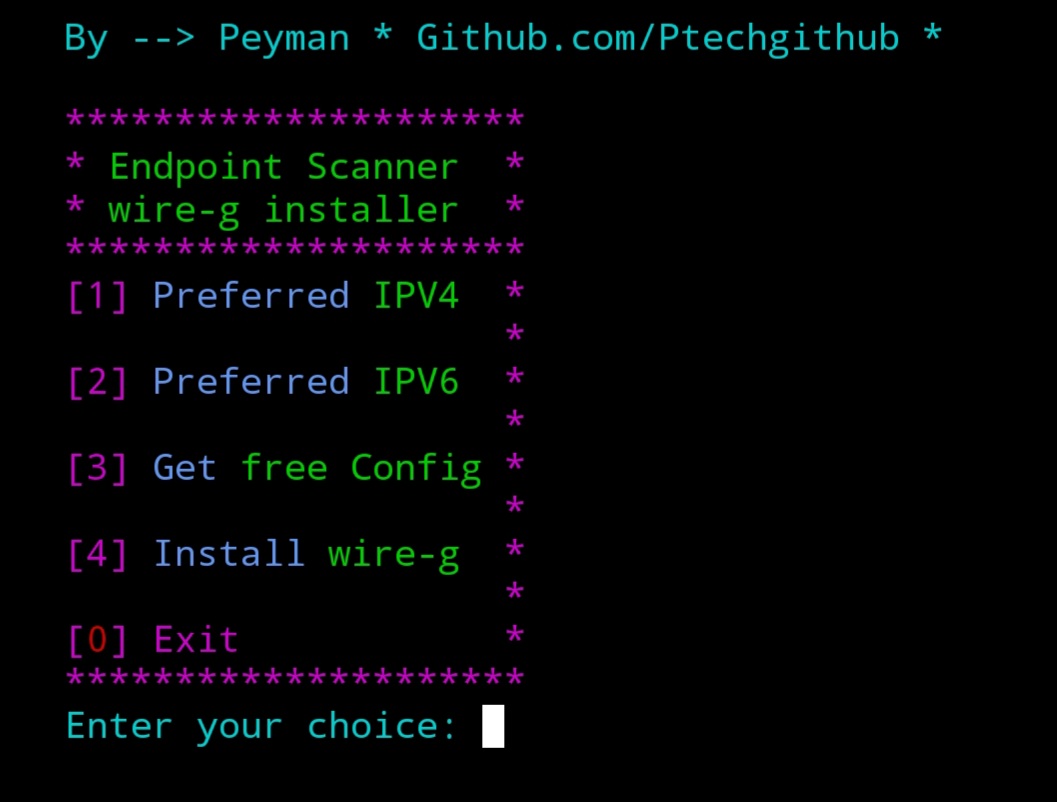 By --> Peyman * Github.com/Ptechgithub *
*********************
* Endpoint Scanner  *
* wire-g installer  *
*********************
[1] Preferred IPV4  *
                    *
[2] Preferred IPV6  *
                    *
[3] Get free Config *
                    *
[4] Install wire-g  *
                    *
[0] Exit            *
*********************
Enter your choice: